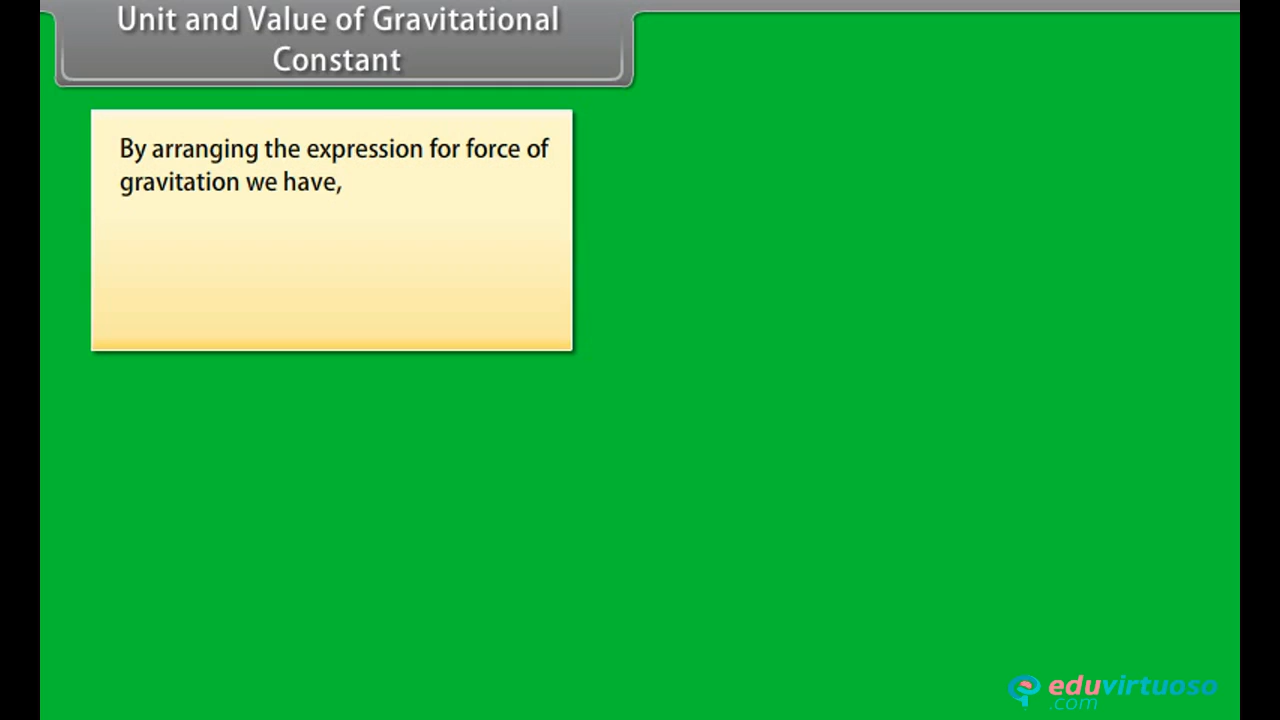 Unit and Value of Gravitational
Constant
By arranging the expression for force of
gravitation we have,
eduvirtuoso
.com